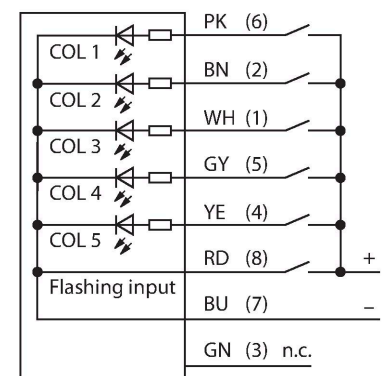 PK (6)
COL 1
BN (2)
COL 2
WH (1)
COL 3
GY (5)
COL 4
YE (4)
COL 5
RD (8)
+
Flashing input
BU (7)
–
GN (3) n.c.